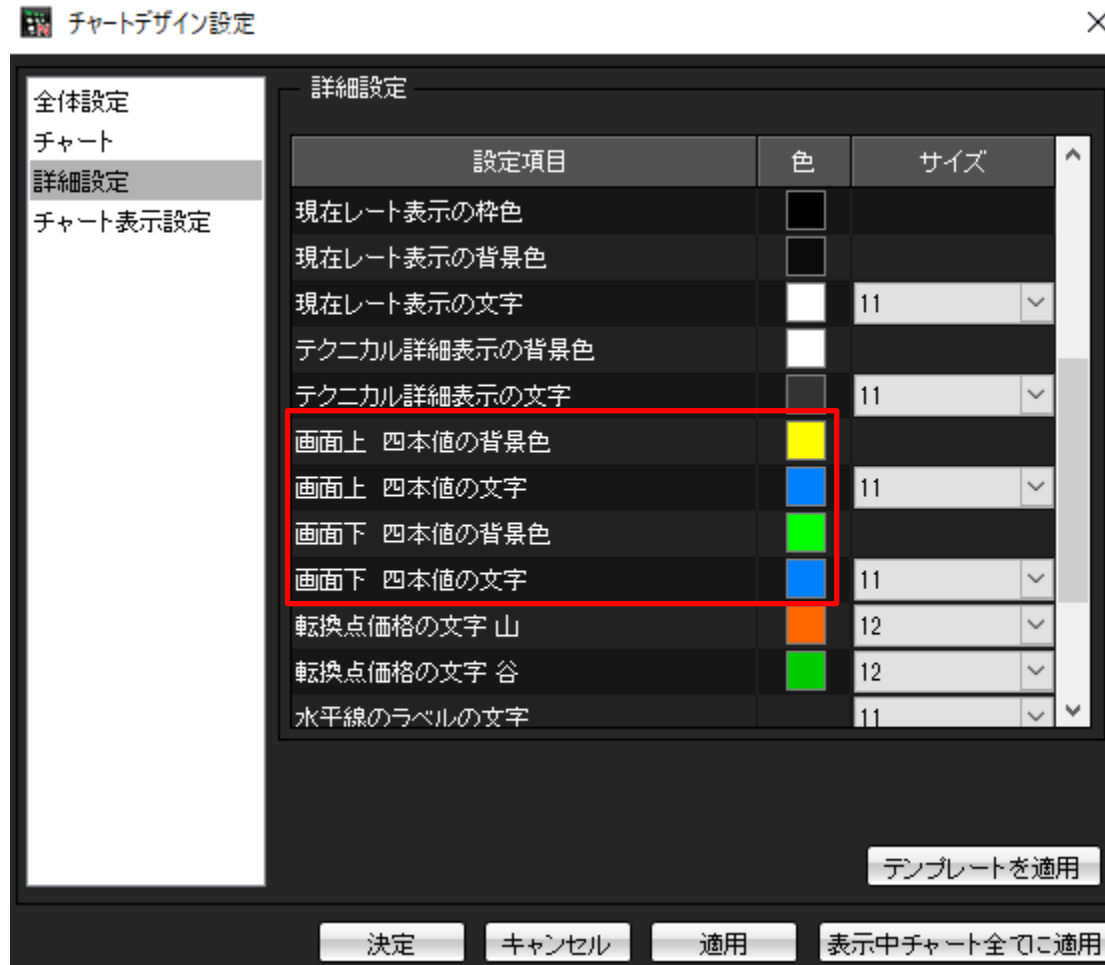 チャートデザイン設定
全体設定
チャート
詳細設定
チャート表示設定
詳細設定
設定項目 色 サイズ
現在レート表示の枠色
現在レート表示の背景色
現在レート表示の文字 11
テクニカル詳細表示の背景色
テクニカル詳細表示の文字 11
画面上 四本値の背景色
画面上 四本値の文字 11
画面下 四本値の背景色
画面下 四本値の文字 11
転換点価格の文字 山 12
転換点価格の文字 谷 12
水平線のラベルの文字 11
テンプレートを適用
決定 キャンセル 適用 表示中チャート全てに適用